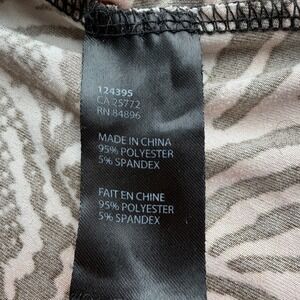 124395
CA 25772
RN 84896
MADE IN CHINA
95% POLYESTER
5% SPANDEX
FAIT EN CHINE
95% POLYESTER
5% SPANDEX